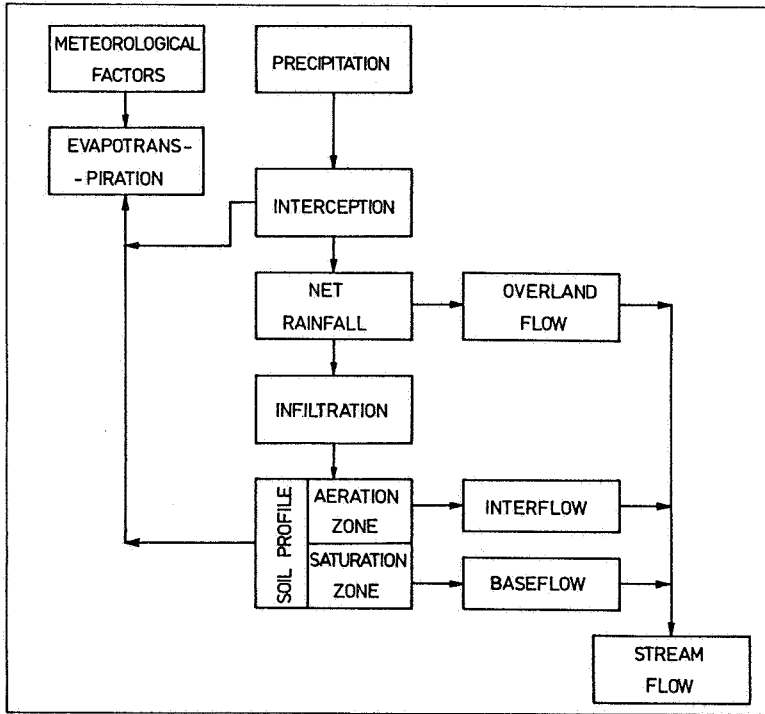 METEOROLOGICAL
FACTORS
PRECIPITATION
EVAPOTRANS-
-PIRATION
INTERCEPTION
NET
RAINFALL
OVERLAND
FLOW
INFILTRATION
SOIL PROFILE
AERATION
ZONE
INTERFLOW
SATURATION
ZONE
BASEFLOW
STREAM
FLOW